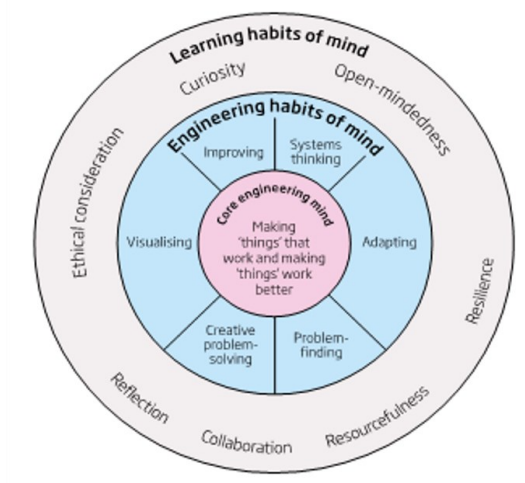 Learning habits of mind
Curiosity
Open-mindedness
Resilience
Resourcefulness
Collaboration
Reflection
Ethical consideration
Engineering habits of mind
Improving
Systems
thinking
Adapting
Problem-
finding
Creative
problem-
solving
Visualising
Core engineering mind
Making
'things' that
work and making
'things' work
better